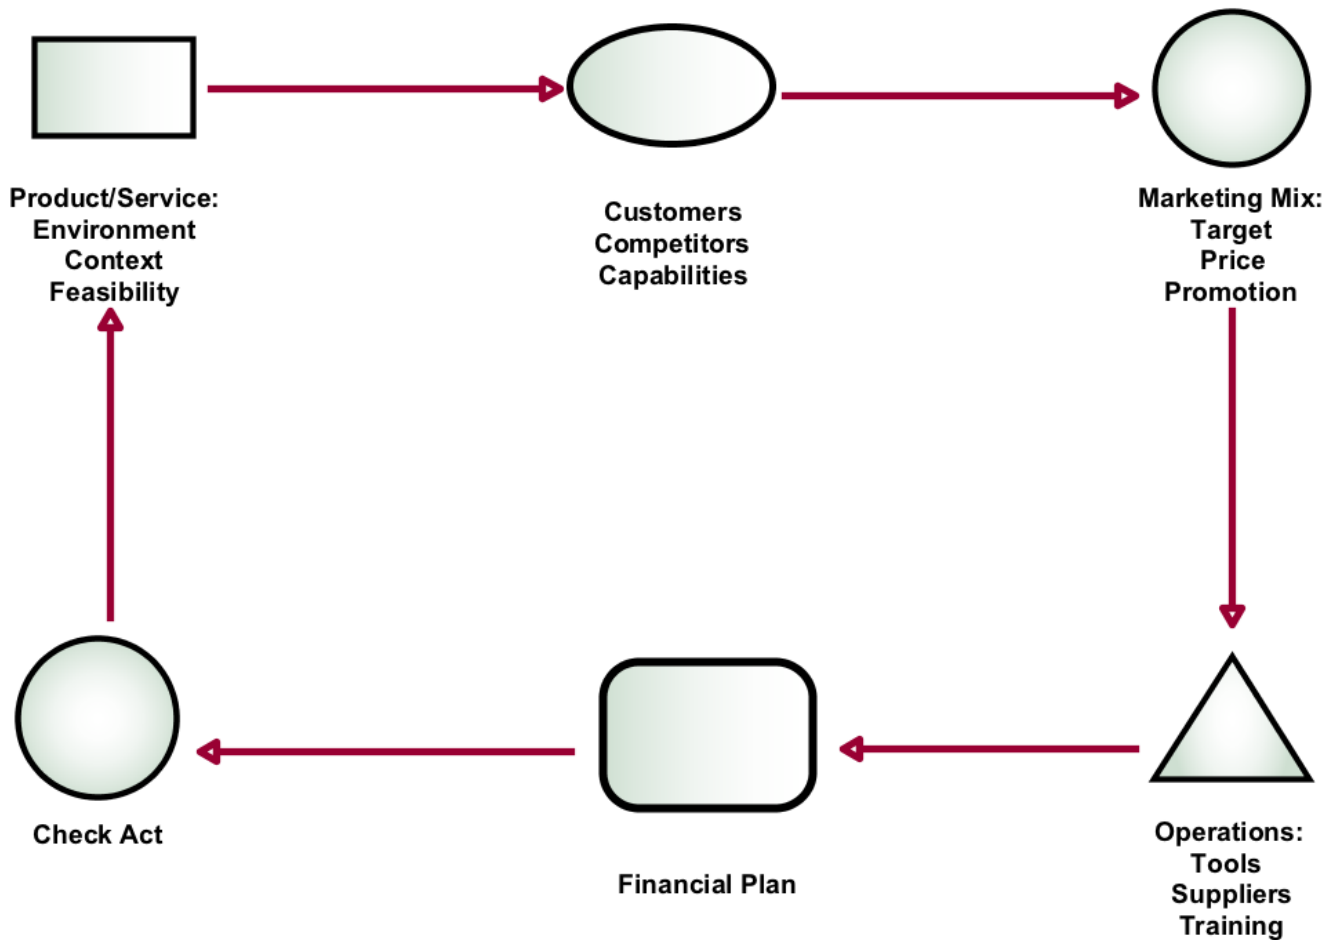 Product/Service:
Environment
Context
Feasibility
Customers
Competitors
Capabilities
Marketing Mix:
Target
Price
Promotion
Check Act
Financial Plan
Operations:
Tools
Suppliers
Training